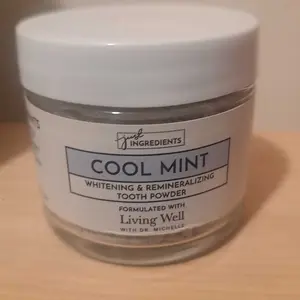 just
INGREDIENTS
COOL MINT
WHITENING & REMINERALIZING
TOOTH POWDER
FORMULATED WITH
Living Well
WITH DR. MICHELLE